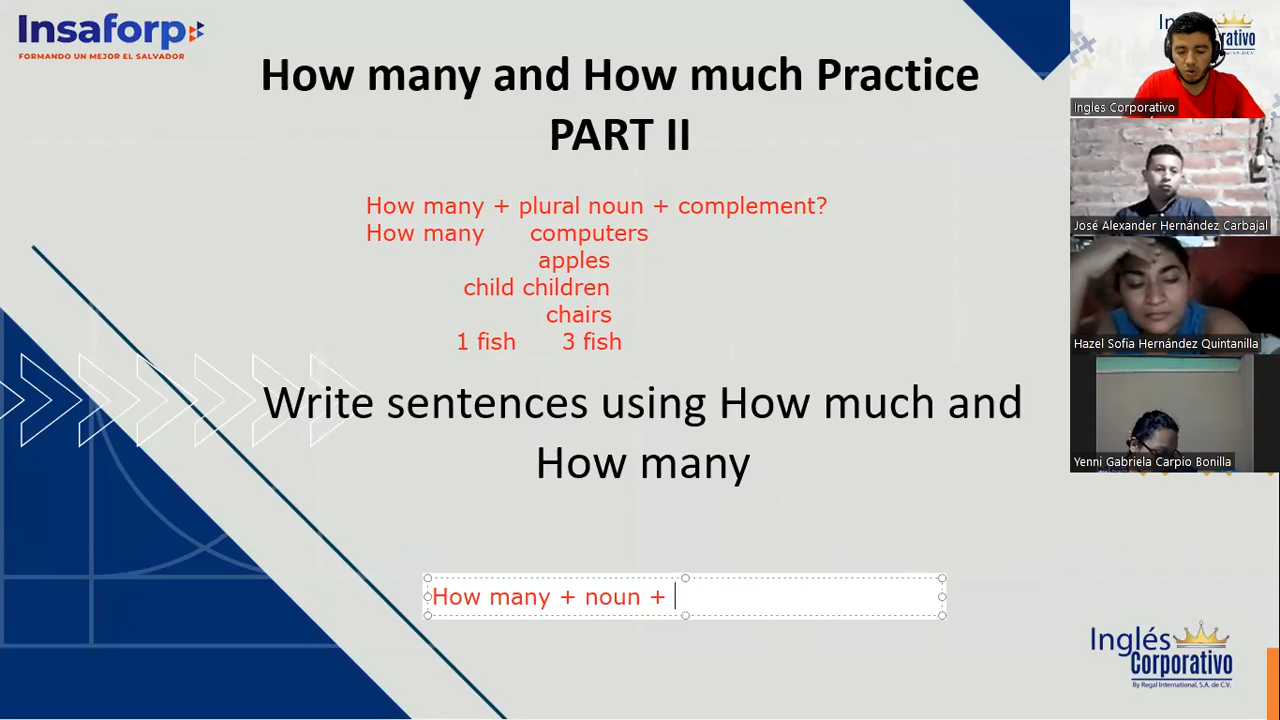 Insaforp
FORMANDO UN MEJOR EL SALVADOR
How many and How much Practice
PART II
How many + plural noun + complement?
How many computers
apples
child children
chairs
1 fish 3 fish
Write sentences using How much and
How many
How many + noun +
Ingles Corporativo
José Alexander Hernández Carbajal
Hazel Sofia Hernández Quintanilla
Yenni Gabriela Carpio Bonilla
Inglés
Corporativo
By Regal International, S.A. de C.V.